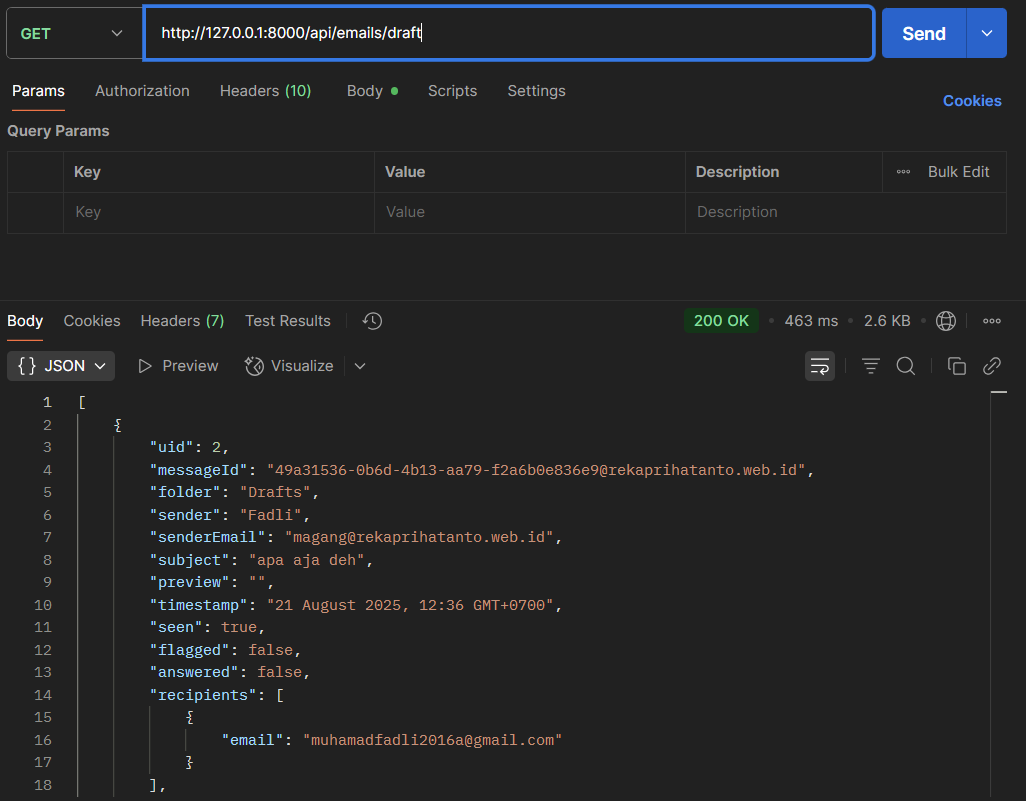 GET http://127.0.0.1:8000/api/emails/draft Send
Params Authorization Headers (10) Body Scripts Settings Cookies
Query Params
Key Value Description Bulk Edit
Key Value Description
Body Cookies Headers (7) Test Results 200 OK 463 ms 2.6 KB
{} JSON Preview Visualize
1 [
2 {
3 "uid": 2,
4 "messageId": "49a31536-0b6d-4b13-aa79-f2a6b0e836e9@rekaprihatanto.web.id",
5 "folder": "Drafts",
6 "sender": "Fadli",
7 "senderEmail": "magang@rekaprihatanto.web.id",
8 "subject": "apa aja deh",
9 "preview": "",
10 "timestamp": "21 August 2025, 12:36 GMT+0700",
11 "seen": true,
12 "flagged": false,
13 "answered": false,
14 "recipients": [
15 {
16 "email": "muhamadfadli2016a@gmail.com"
17 }
18 ],